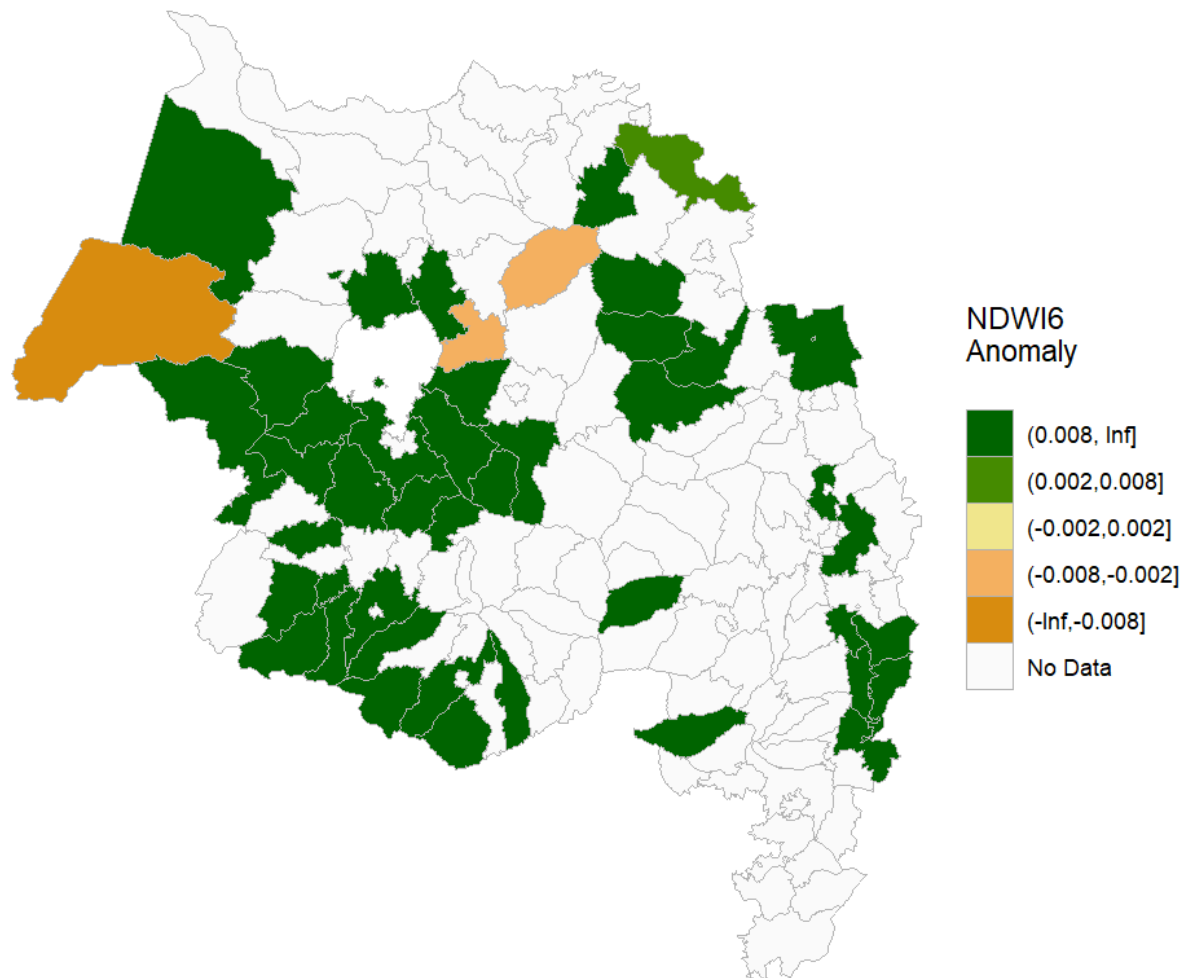 NDWI6
Anomaly
(0.008, Inf]
(0.002,0.008]
(-0.002,0.002]
(-0.008,-0.002]
(-Inf,-0.008]
No Data